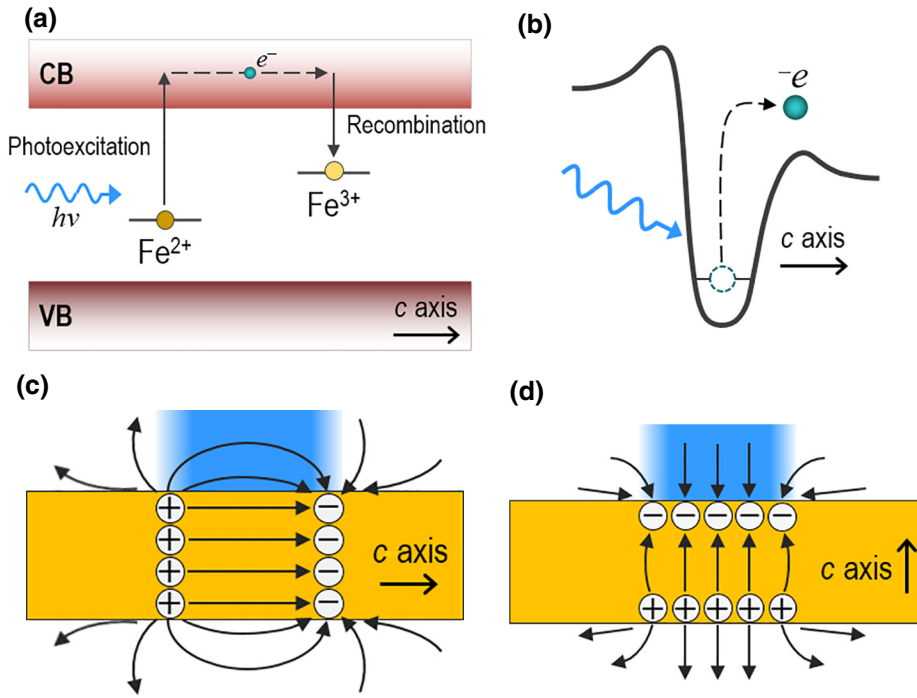 (a)
CB
e⁻
Photoexcitation
Recombination
hν
Fe²⁺
Fe³⁺
VB
c axis
(b)
⁻e
c axis
(c)
+ −
+ −
+ −
+ −
c axis
(d)
− − − − −
c axis
+ + + + +